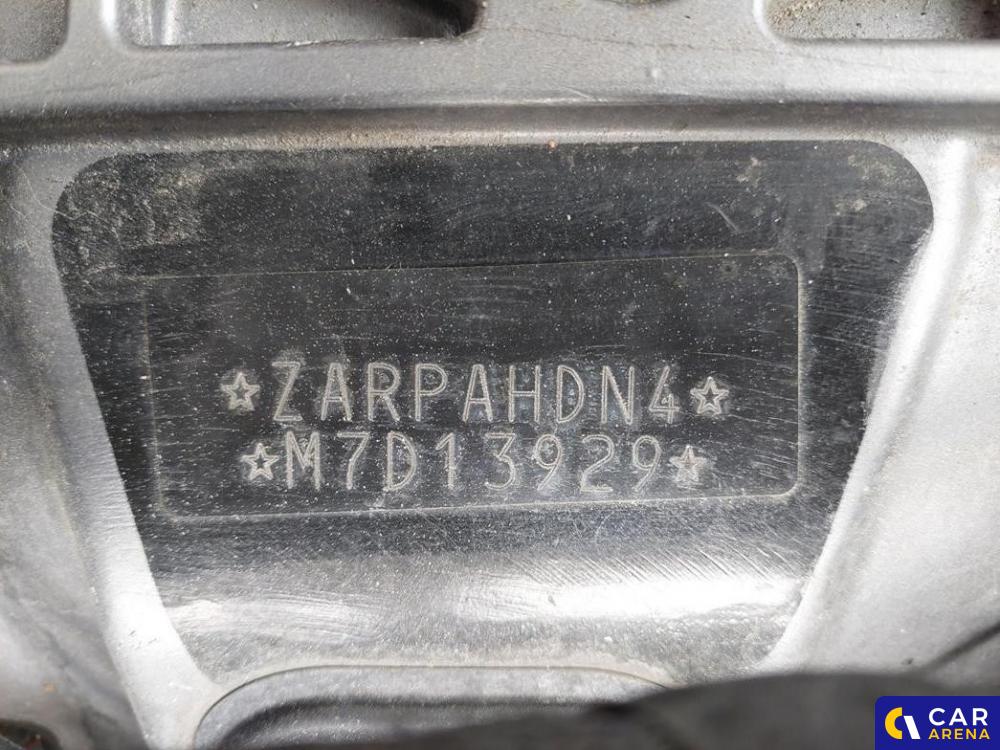 ☆ZARPAHDN4☆
☆M7D13929☆
CAR
ARENA